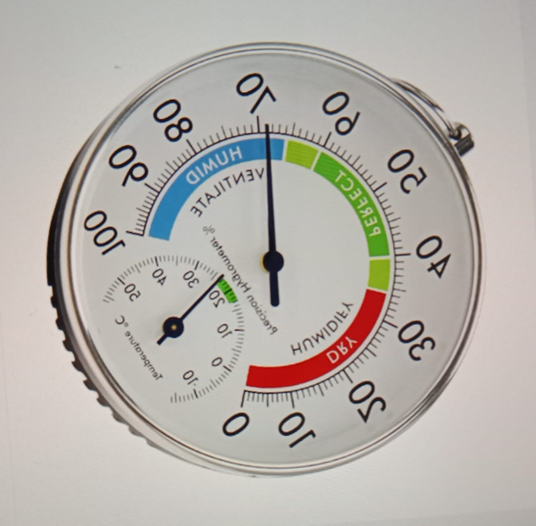 0
10
20
30
40
50
60
70
80
90
100
HUMID
VENTILATE
PERFECT
DRY
HUMIDITY
Precision Hygrometer %
-10
0
10
20
30
40
50
Temperature °C